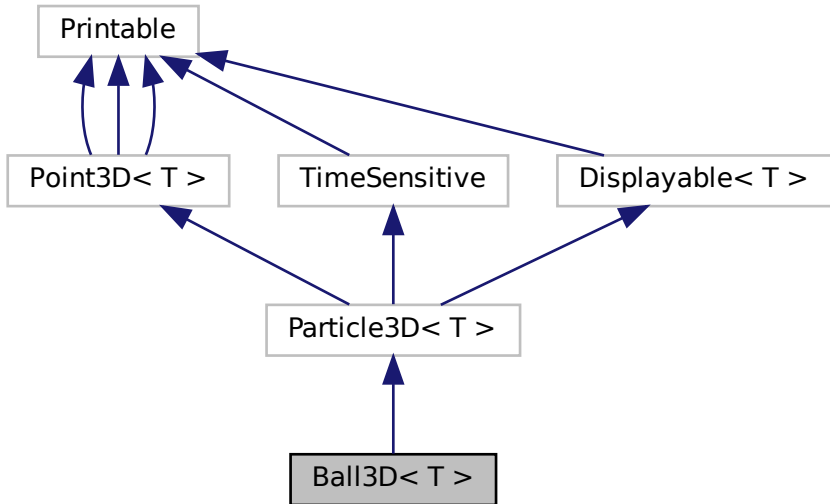 Printable
Point3D< T >
TimeSensitive
Displayable< T >
Particle3D< T >
Ball3D< T >